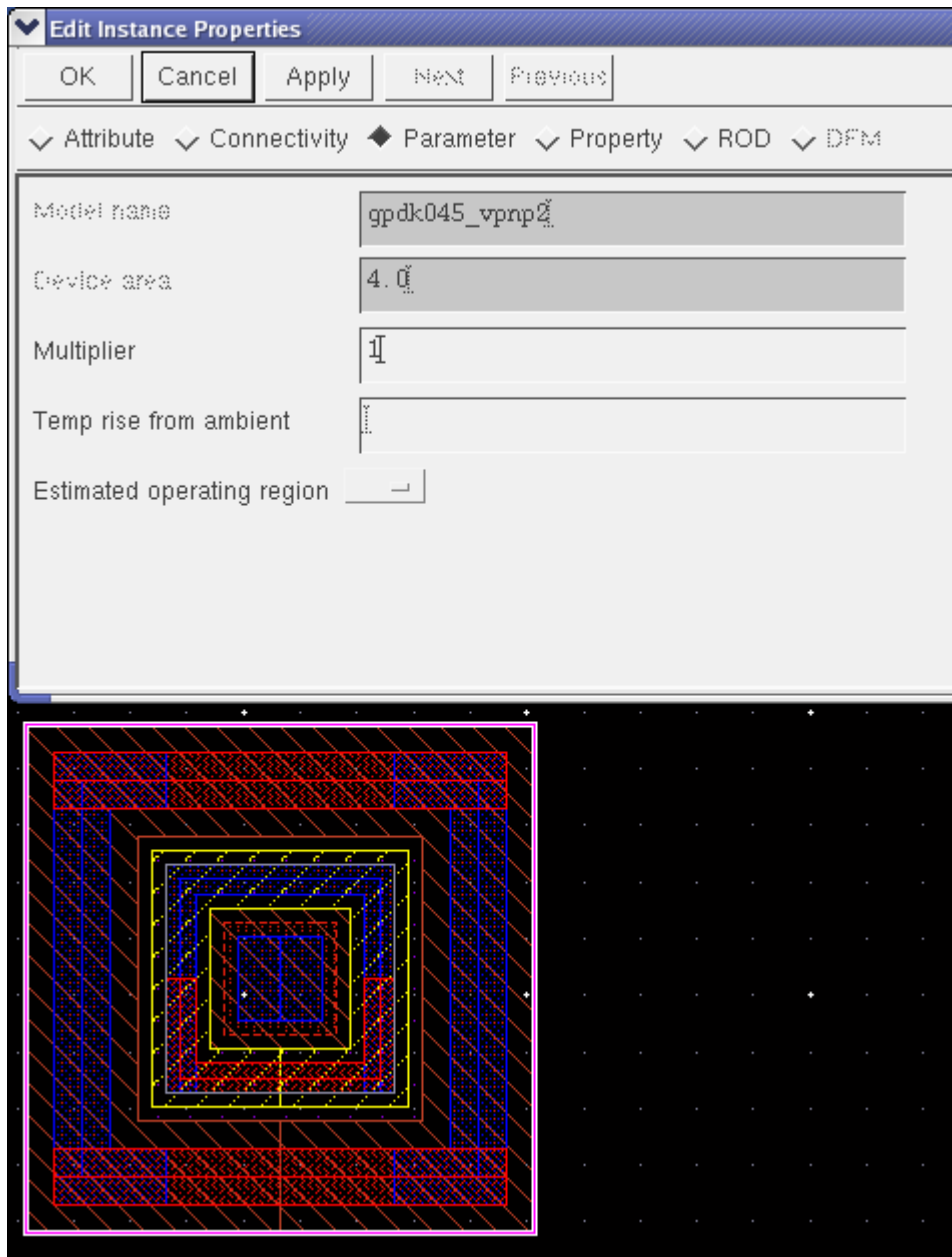 Edit Instance Properties
OK Cancel Apply Next Previous
Attribute Connectivity Parameter Property ROD DFM
Model name gpdk045_vpnp2
Device area 4.0
Multiplier 1
Temp rise from ambient
Estimated operating region